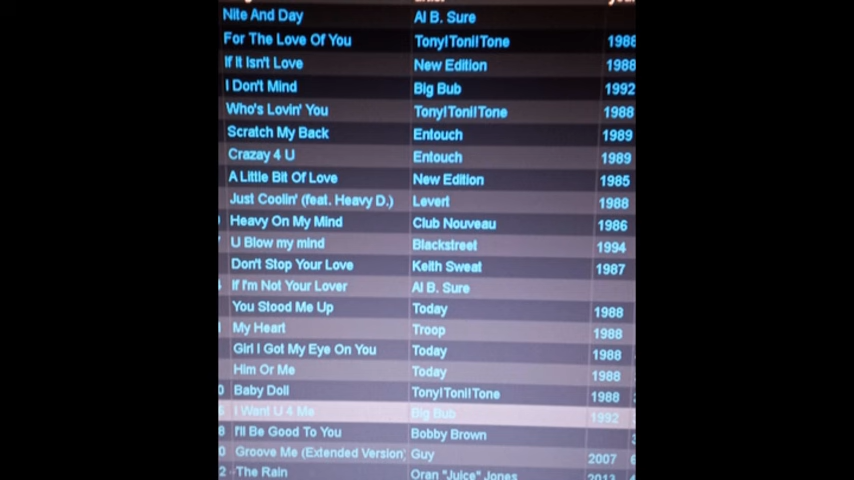 Nite And Day Al B. Sure
For The Love Of You Tony!Toni!Tone 1988
If It Isn't Love New Edition 1988
I Don't Mind Big Bub 1992
Who's Lovin' You Tony!Toni!Tone 1988
Scratch My Back Entouch 1989
Crazay 4 U Entouch 1989
A Little Bit Of Love New Edition 1985
Just Coolin' (feat. Heavy D.) Levert 1988
Heavy On My Mind Club Nouveau 1986
U Blow my mind Blackstreet 1994
Don't Stop Your Love Keith Sweat 1987
If I'm Not Your Lover Al B. Sure
You Stood Me Up Today 1988
My Heart Troop 1988
Girl I Got My Eye On You Today 1988
Him Or Me Today 1988
0 Baby Doll Tony!Toni!Tone 1988
I Want U 4 Me Big Bub 1992
8 I'll Be Good To You Bobby Brown
0 Groove Me (Extended Version) Guy 2007
2 The Rain Oran "Juice" Jones 2013